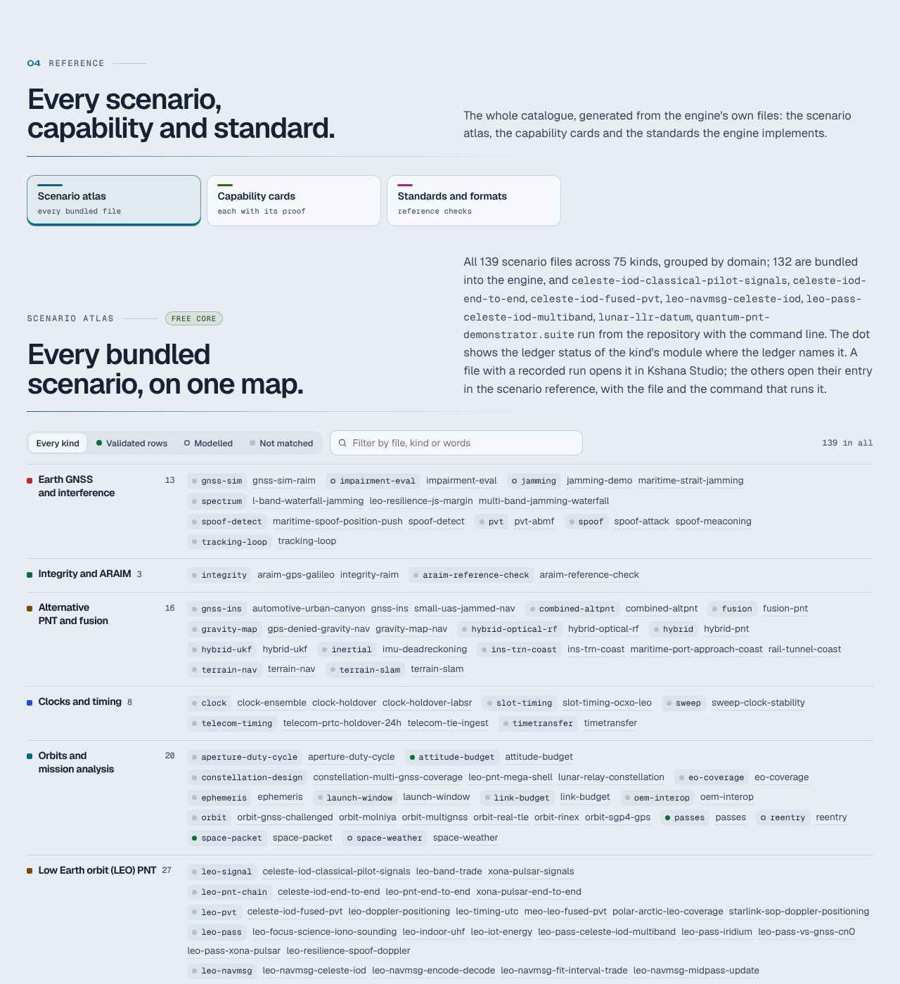 04 REFERENCE
Every scenario,
capability and standard.
The whole catalogue, generated from the engine's own files: the scenario
atlas, the capability cards and the standards the engine implements.
Scenario atlas
every bundled file
Capability cards
each with its proof
Standards and formats
reference checks
All 139 scenario files across 75 kinds, grouped by domain; 132 are bundled
into the engine, and celeste-iod-classical-pilot-signals, celeste-iod-
end-to-end, celeste-iod-fused-pvt, leo-navmsg-celeste-iod, leo-pass-
celeste-iod-multiband, lunar-llr-datum, quantum-pnt-
demonstrator.suite run from the repository with the command line. The dot
shows the ledger status of the kind's module where the ledger names it. A
file with a recorded run opens it in Kshana Studio; the others open their entry
in the scenario reference, with the file and the command that runs it.
SCENARIO ATLAS FREE CORE
Every bundled
scenario, on one map.
Every kind Validated rows Modelled Not matched Filter by file, kind or words 139 in all
Earth GNSS
and interference
13
gnss-sim gnss-sim-raim impairment-eval impairment-eval jamming jamming-demo maritime-strait-jamming
spectrum l-band-waterfall-jamming leo-resilience-js-margin multi-band-jamming-waterfall
spoof-detect maritime-spoof-position-push spoof-detect pvt pvt-abmf spoof spoof-attack spoof-meaconing
tracking-loop tracking-loop
Integrity and ARAIM 3
integrity araim-gps-galileo integrity-raim araim-reference-check araim-reference-check
Alternative
PNT and fusion
16
gnss-ins automotive-urban-canyon gnss-ins small-uas-jammed-nav combined-altpnt combined-altpnt fusion fusion-pnt
gravity-map gps-denied-gravity-nav gravity-map-nav hybrid-optical-rf hybrid-optical-rf hybrid hybrid-pnt
hybrid-ukf hybrid-ukf inertial imu-deadreckoning ins-trn-coast ins-trn-coast maritime-port-approach-coast rail-tunnel-coast
terrain-nav terrain-nav terrain-slam terrain-slam
Clocks and timing 8
clock clock-ensemble clock-holdover clock-holdover-labsr slot-timing slot-timing-ocxo-leo sweep sweep-clock-stability
telecom-timing telecom-prtc-holdover-24h telecom-tie-ingest timetransfer timetransfer
Orbits and
mission analysis
20
aperture-duty-cycle aperture-duty-cycle attitude-budget attitude-budget
constellation-design constellation-multi-gnss-coverage leo-pnt-mega-shell lunar-relay-constellation eo-coverage eo-coverage
ephemeris ephemeris launch-window launch-window link-budget link-budget oem-interop oem-interop
orbit orbit-gnss-challenged orbit-molniya orbit-multignss orbit-real-tle orbit-rinex orbit-sgp4-gps passes passes reentry reentry
space-packet space-packet space-weather space-weather
Low Earth orbit (LEO) PNT 27
leo-signal celeste-iod-classical-pilot-signals leo-band-trade xona-pulsar-signals
leo-pnt-chain celeste-iod-end-to-end leo-pnt-end-to-end xona-pulsar-end-to-end
leo-pvt celeste-iod-fused-pvt leo-doppler-positioning leo-timing-utc meo-leo-fused-pvt polar-arctic-leo-coverage starlink-sop-doppler-positioning
leo-pass leo-focus-science-iono-sounding leo-indoor-uhf leo-iot-energy leo-pass-celeste-iod-multiband leo-pass-iridium leo-pass-vs-gnss-cn0
leo-pass-xona-pulsar leo-resilience-spoof-doppler
leo-navmsg leo-navmsg-celeste-iod leo-navmsg-encode-decode leo-navmsg-fit-interval-trade leo-navmsg-midpass-update